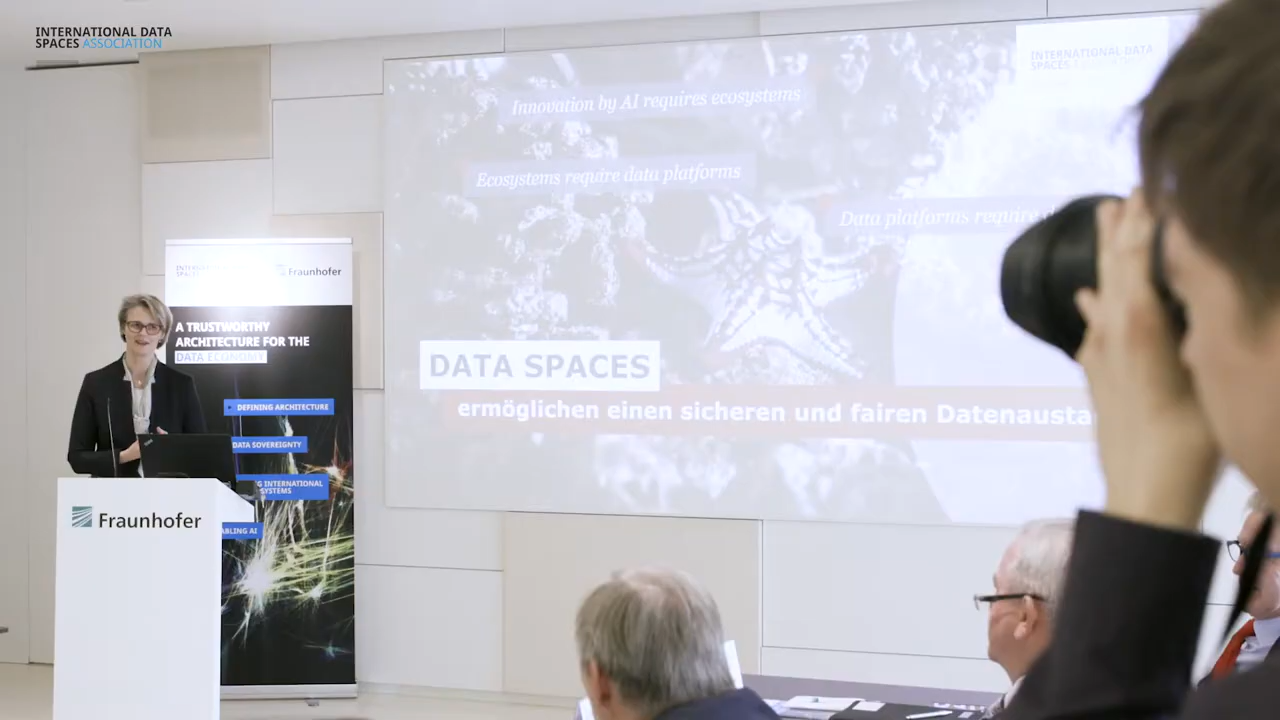 INTERNATIONAL DATA
SPACES ASSOCIATION
INTERNATIONAL DATA
SPACES
Innovation by AI requires ecosystems
Ecosystems require data platforms
Data platforms require
DATA SPACES
ermöglichen einen sicheren und fairen Datenausta
Fraunhofer
A TRUSTWORTHY
ARCHITECTURE FOR THE
DATA ECONOMY
DEFINING ARCHITECTURE
DATA SOVEREIGNTY
INTERNATIONAL
SYSTEMS
ABLING AI
Fraunhofer